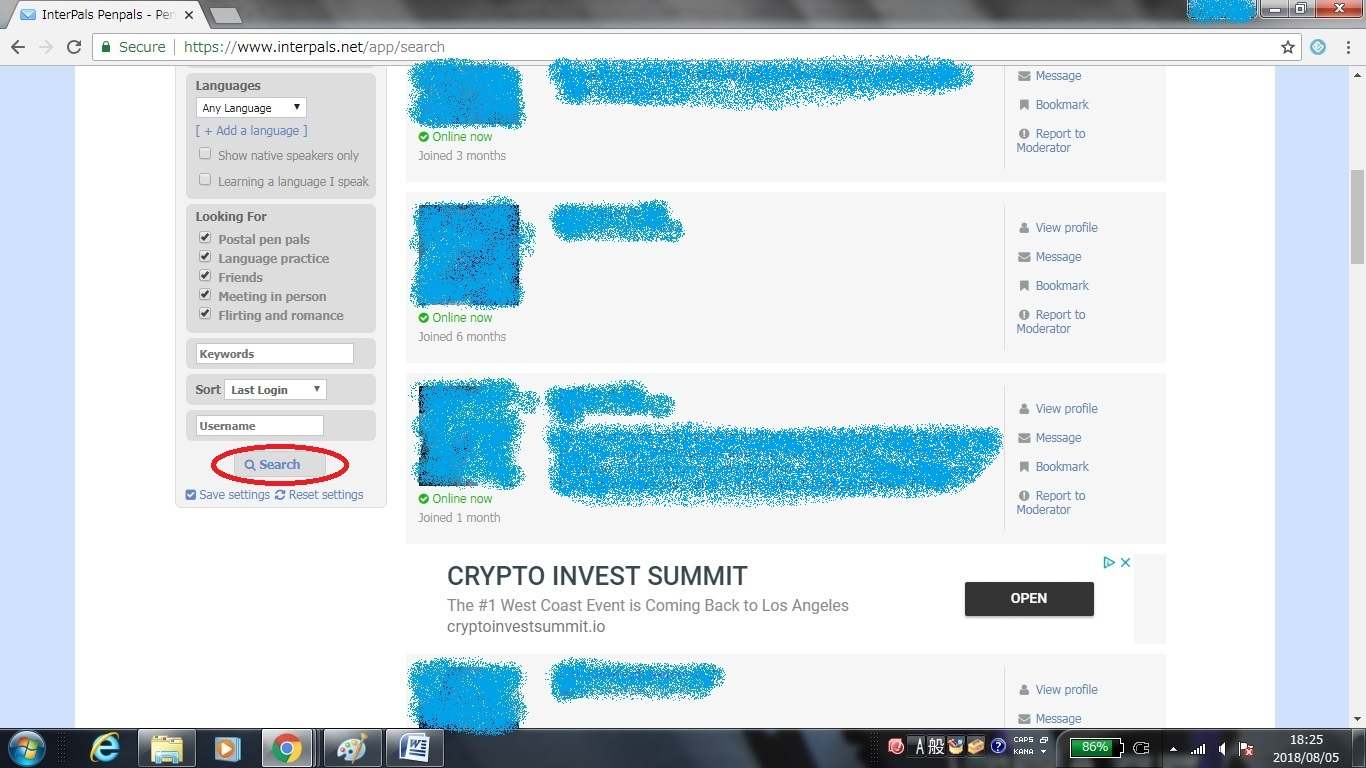 InterPals Penpals - Pen
Secure
https://www.interpals.net/app/search
Languages
Any Language
[ + Add a language ]
Show native speakers only
Learning a language I speak
Looking For
Postal pen pals
Language practice
Friends
Meeting in person
Flirting and romance
Keywords
Sort Last Login
Username
Search
Save settings Reset settings
Online now
Joined 3 months
Message
Bookmark
Report to
Moderator
Online now
Joined 6 months
View profile
Message
Bookmark
Report to
Moderator
Online now
Joined 1 month
View profile
Message
Bookmark
Report to
Moderator
CRYPTO INVEST SUMMIT
The #1 West Coast Event is Coming Back to Los Angeles
cryptoinvestsummit.io
OPEN
View profile
Message
A 般
CAPS
KANA
86%
18:25
2018/08/05